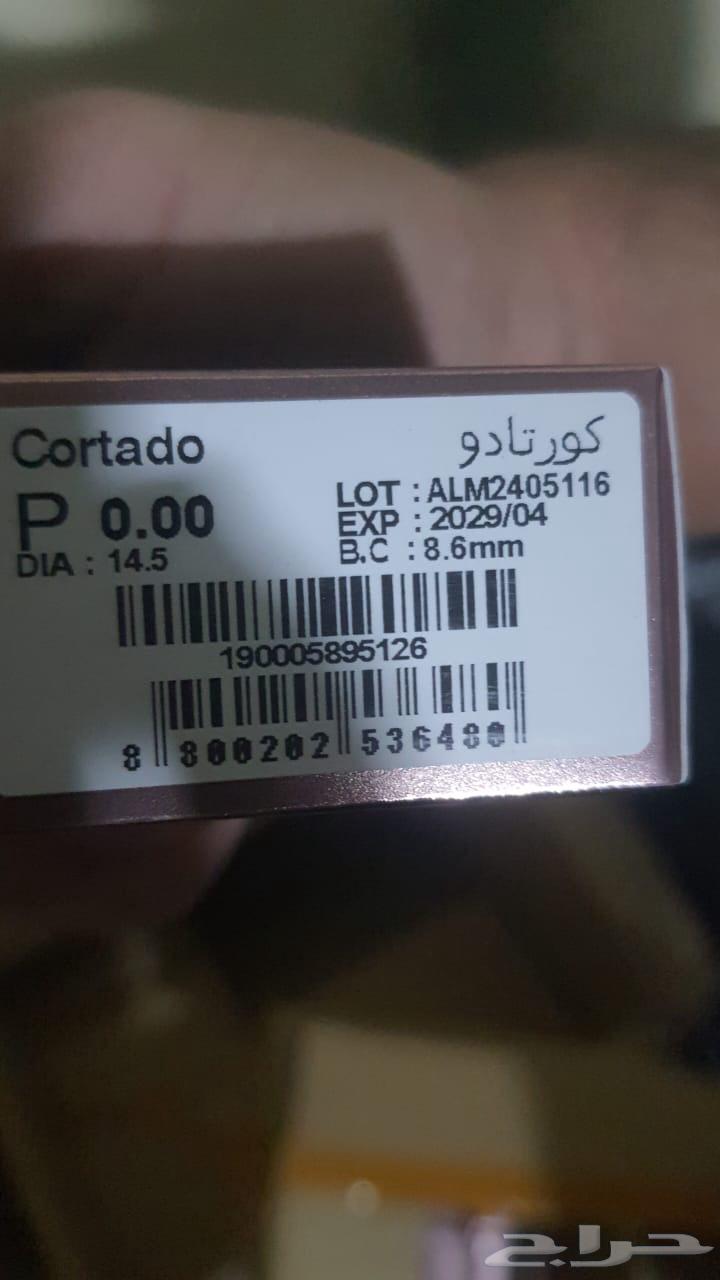 Cortado كورتادو
P 0.00
LOT : ALM2405116
EXP : 2029/04
DIA : 14.5
B.C : 8.6mm
190005895126
8 800202 536480
حراج